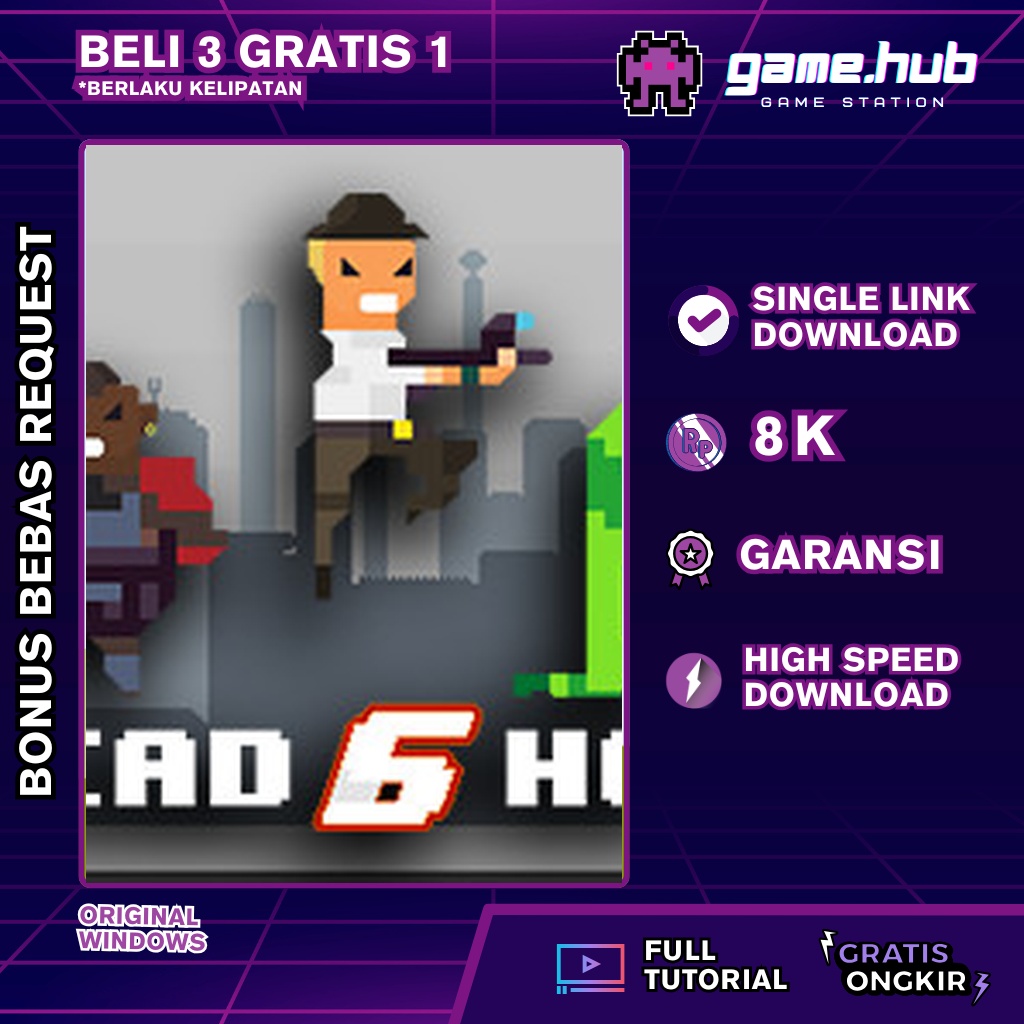 BELI 3 GRATIS 1
*BERLAKU KELIPATAN
game.hub
GAME STATION
BONUS BEBAS REQUEST
SINGLE LINK
DOWNLOAD
Rp
8K
GARANSI
HIGH SPEED
DOWNLOAD
EAD 6 H
ORIGINAL
WINDOWS
FULL
TUTORIAL
GRATIS
ONGKIR